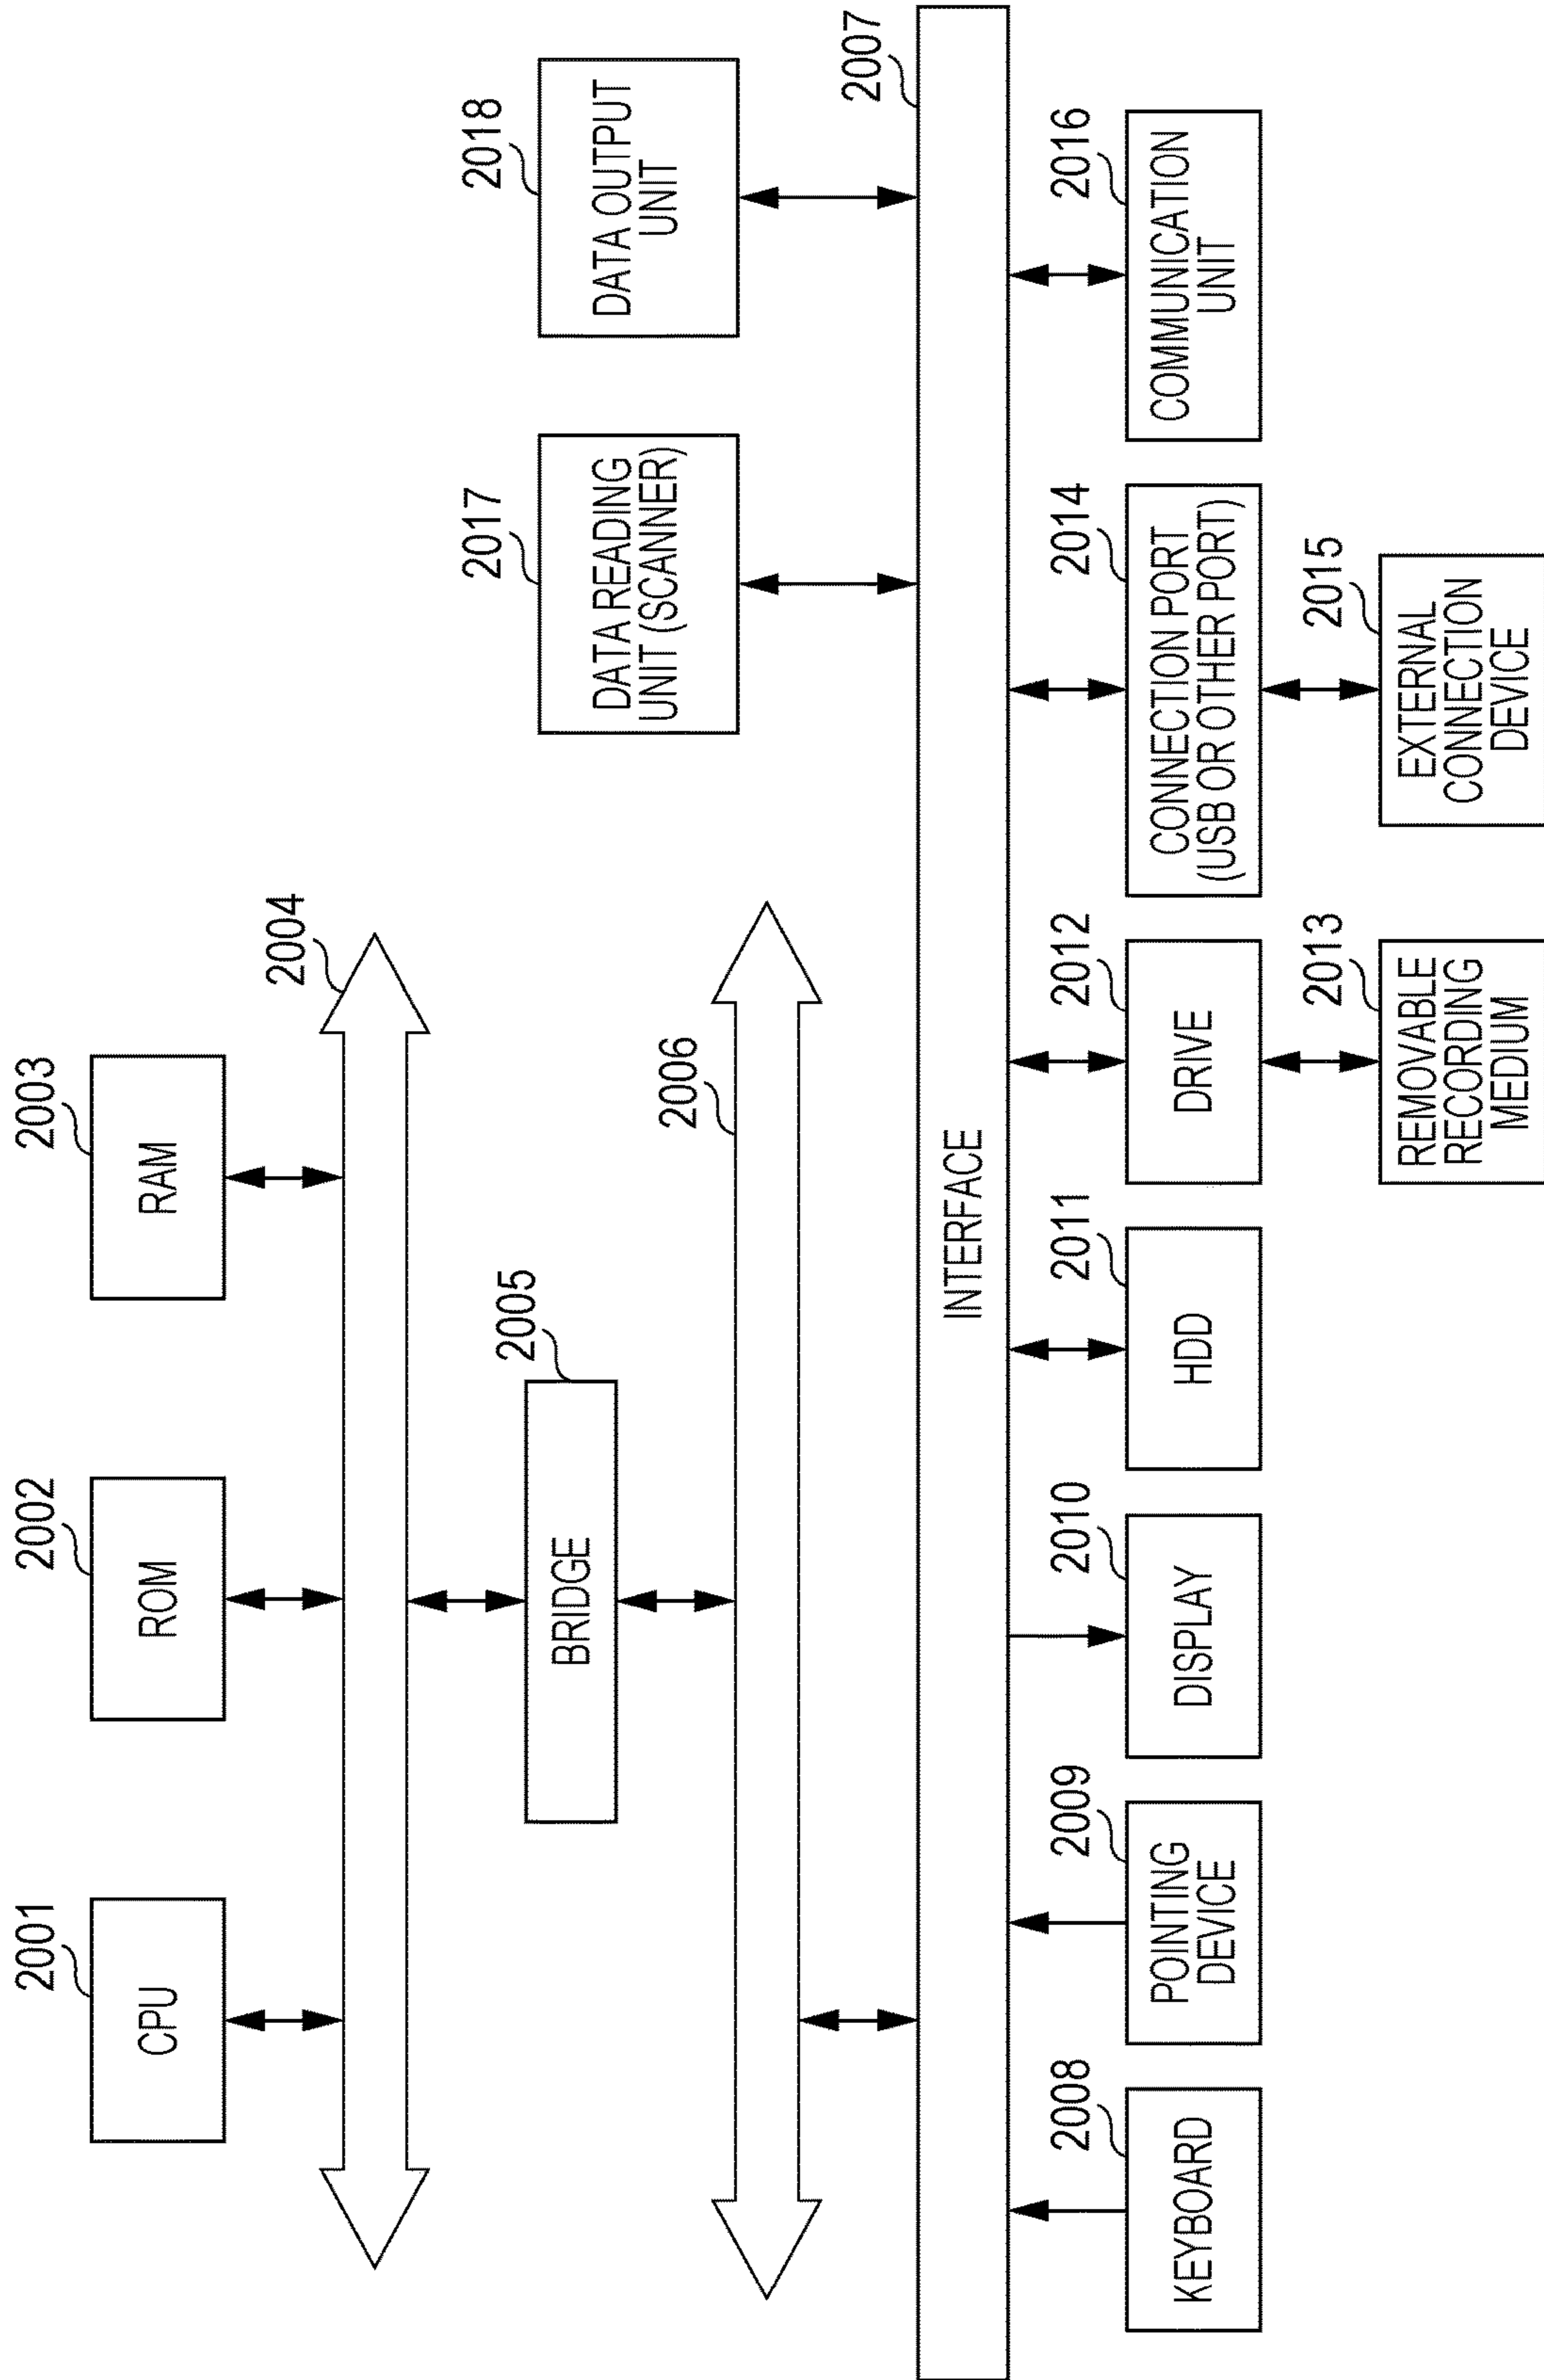 2001
CPU
2002
ROM
2003
RAM
2004
2005
BRIDGE
2006
2017
DATA READING
UNIT (SCANNER)
2018
DATA OUTPUT
UNIT
2007
INTERFACE
2008
KEYBOARD
2009
POINTING
DEVICE
2010
DISPLAY
2011
HDD
2012
DRIVE
2014
CONNECTION PORT
(USB OR OTHER PORT)
2016
COMMUNICATION
UNIT
2013
REMOVABLE
RECORDING
MEDIUM
2015
EXTERNAL
CONNECTION
DEVICE